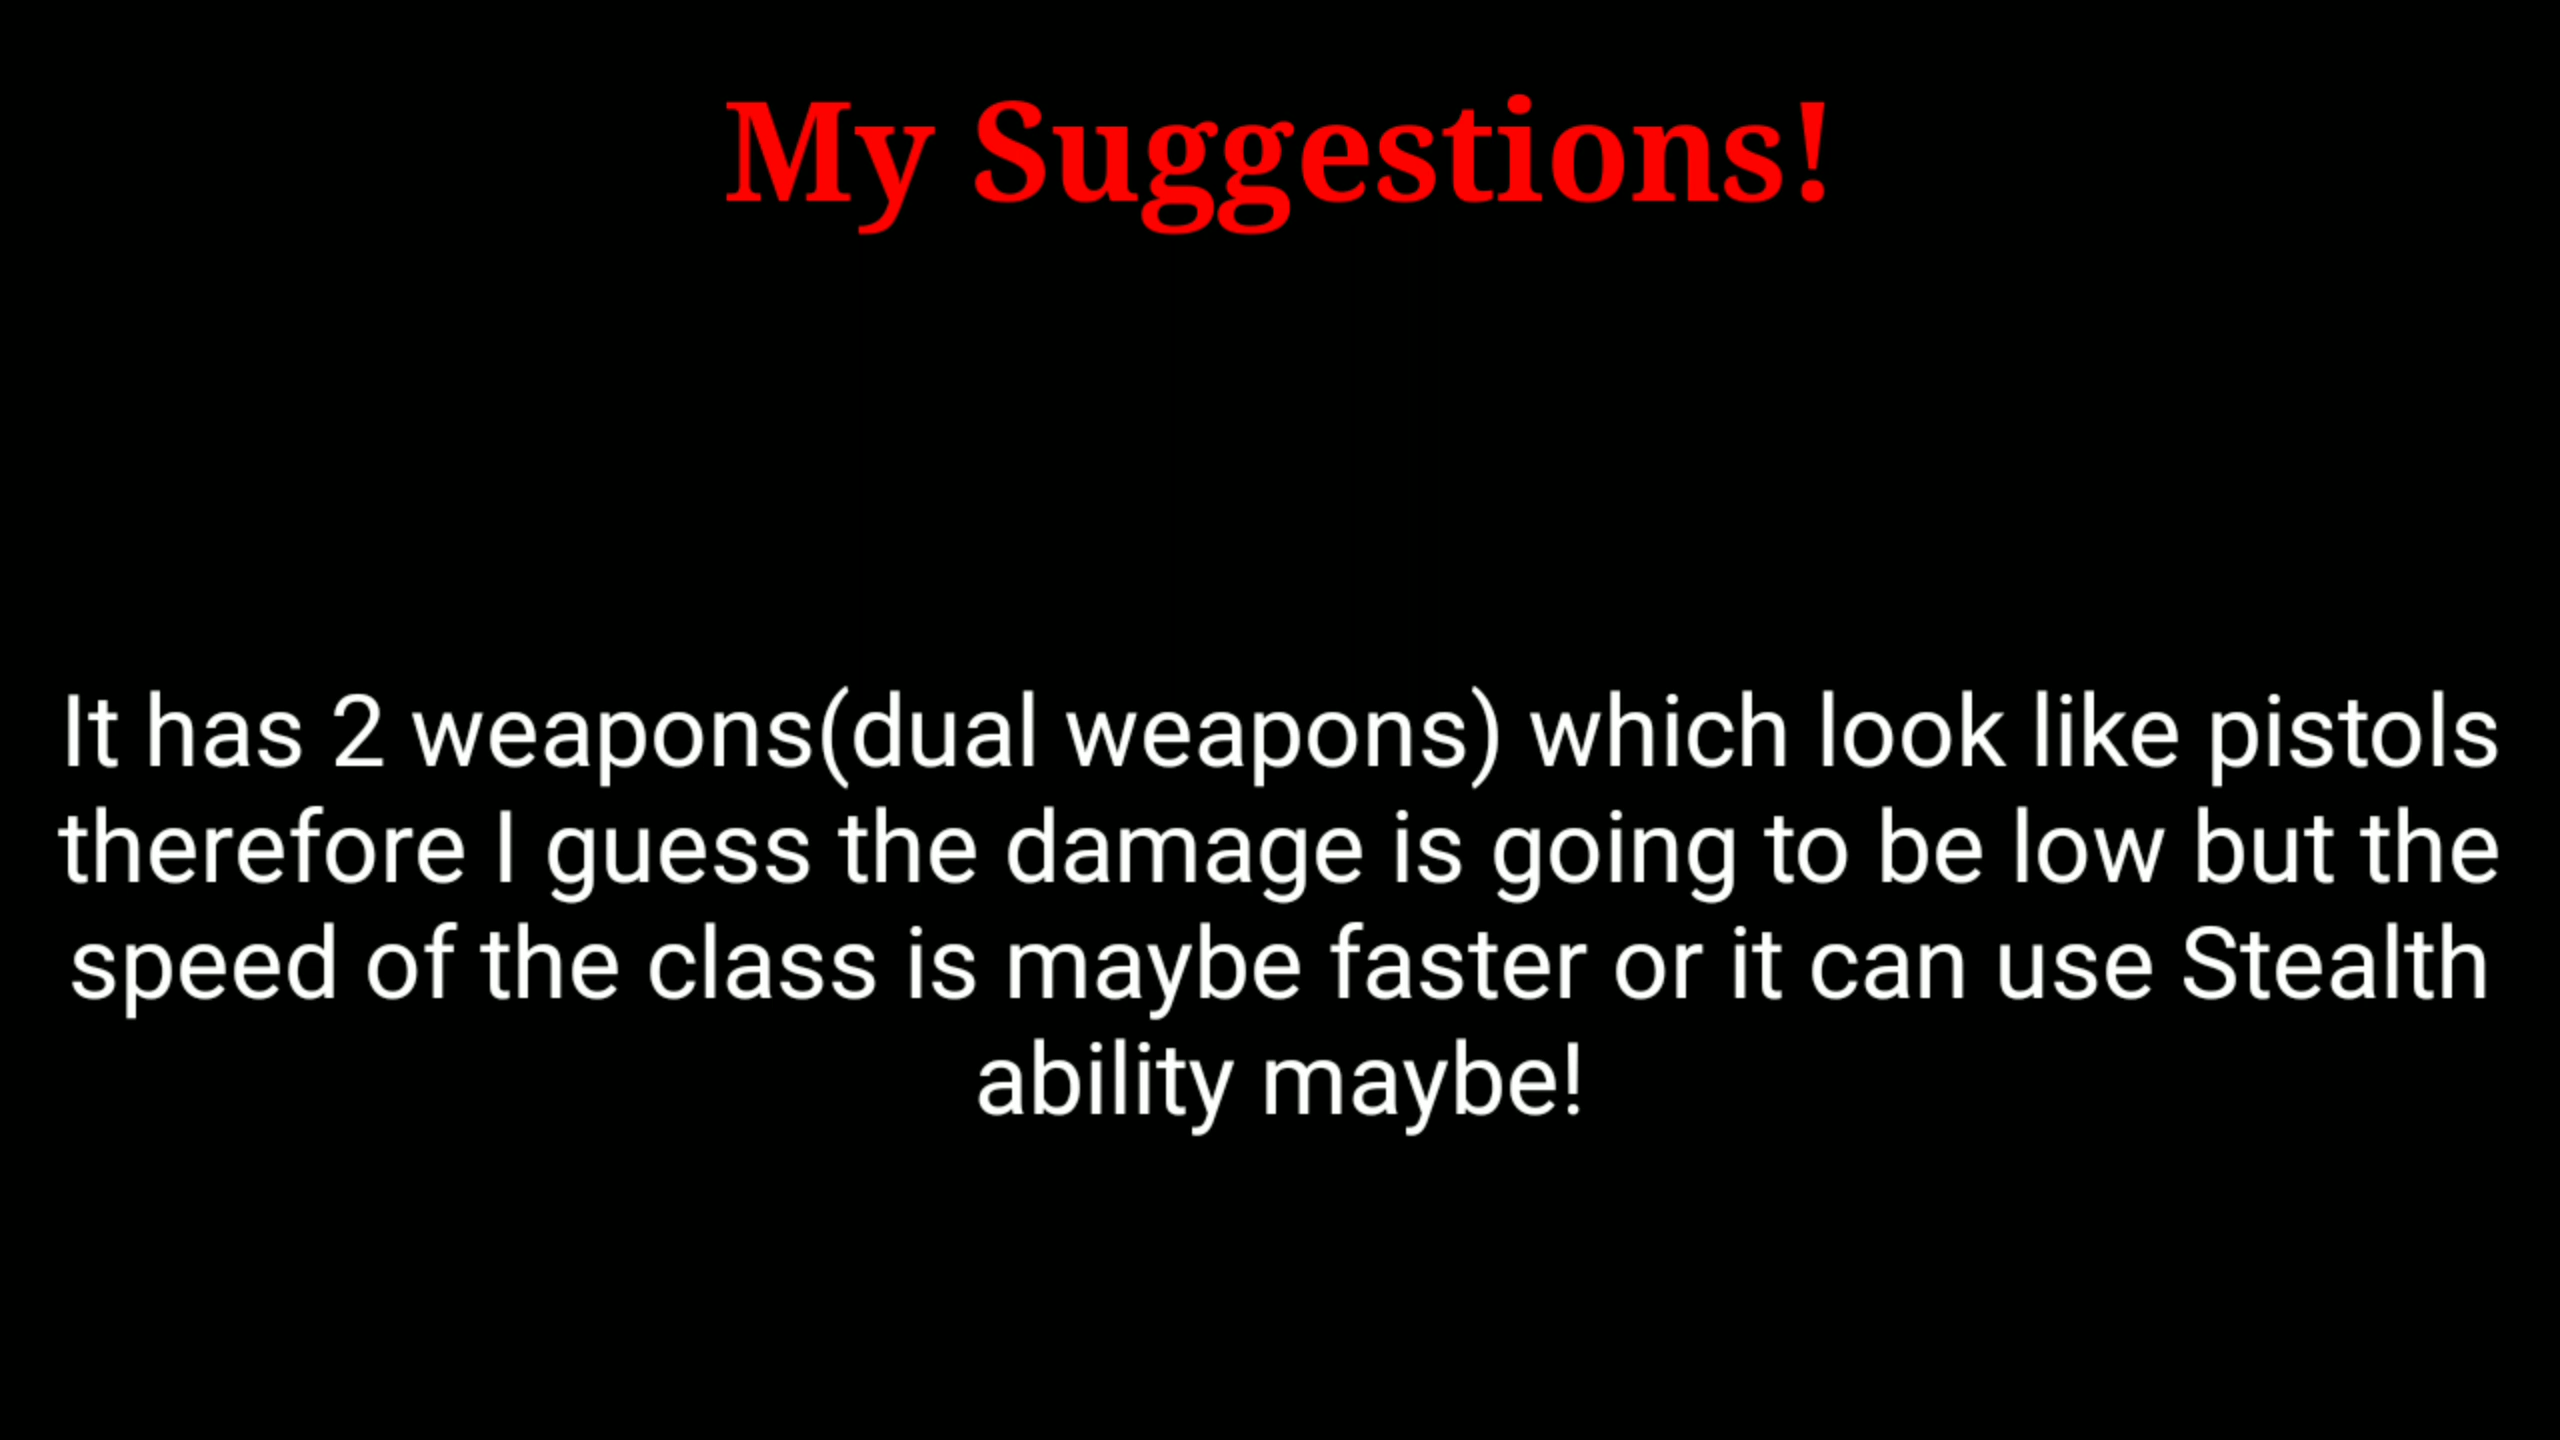 My Suggestions!
It has 2 weapons(dual weapons) which look like pistols
therefore I guess the damage is going to be low but the
speed of the class is maybe faster or it can use Stealth
ability maybe!